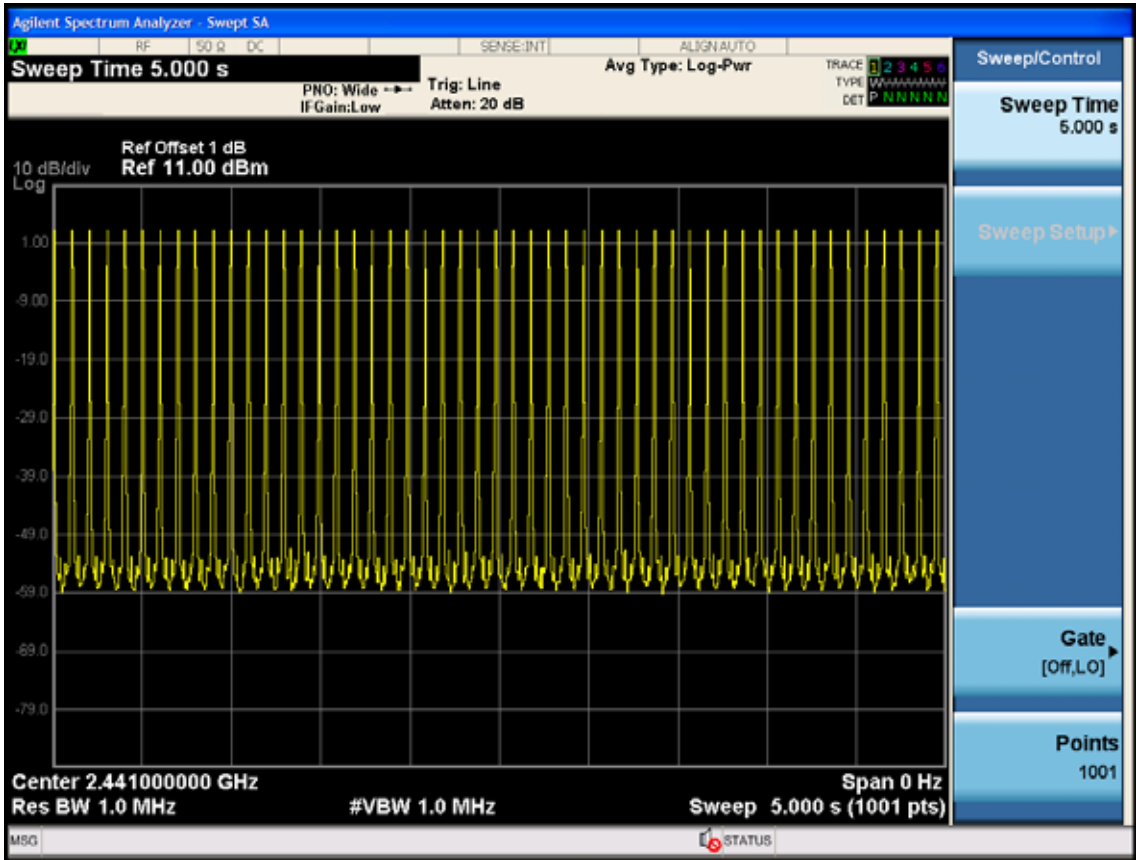 Agilent Spectrum Analyzer - Swept SA
LXI RF 50 Ω DC SENSE:INT ALIGNAUTO
Sweep Time 5.000 s
PNO: Wide
IFGain:Low
Trig: Line
Atten: 20 dB
Avg Type: Log-Pwr
TRACE 1 2 3 4 5 6
TYPE
DET P N N N N N
Ref Offset 1 dB
10 dB/div Ref 11.00 dBm
Log
1.00
-9.00
-19.0
-29.0
-39.0
-49.0
-59.0
-69.0
-79.0
Center 2.441000000 GHz Span 0 Hz
Res BW 1.0 MHz #VBW 1.0 MHz Sweep 5.000 s (1001 pts)
MSG STATUS
Sweep/Control
Sweep Time
5.000 s
Sweep Setup
Gate
[Off,LO]
Points
1001